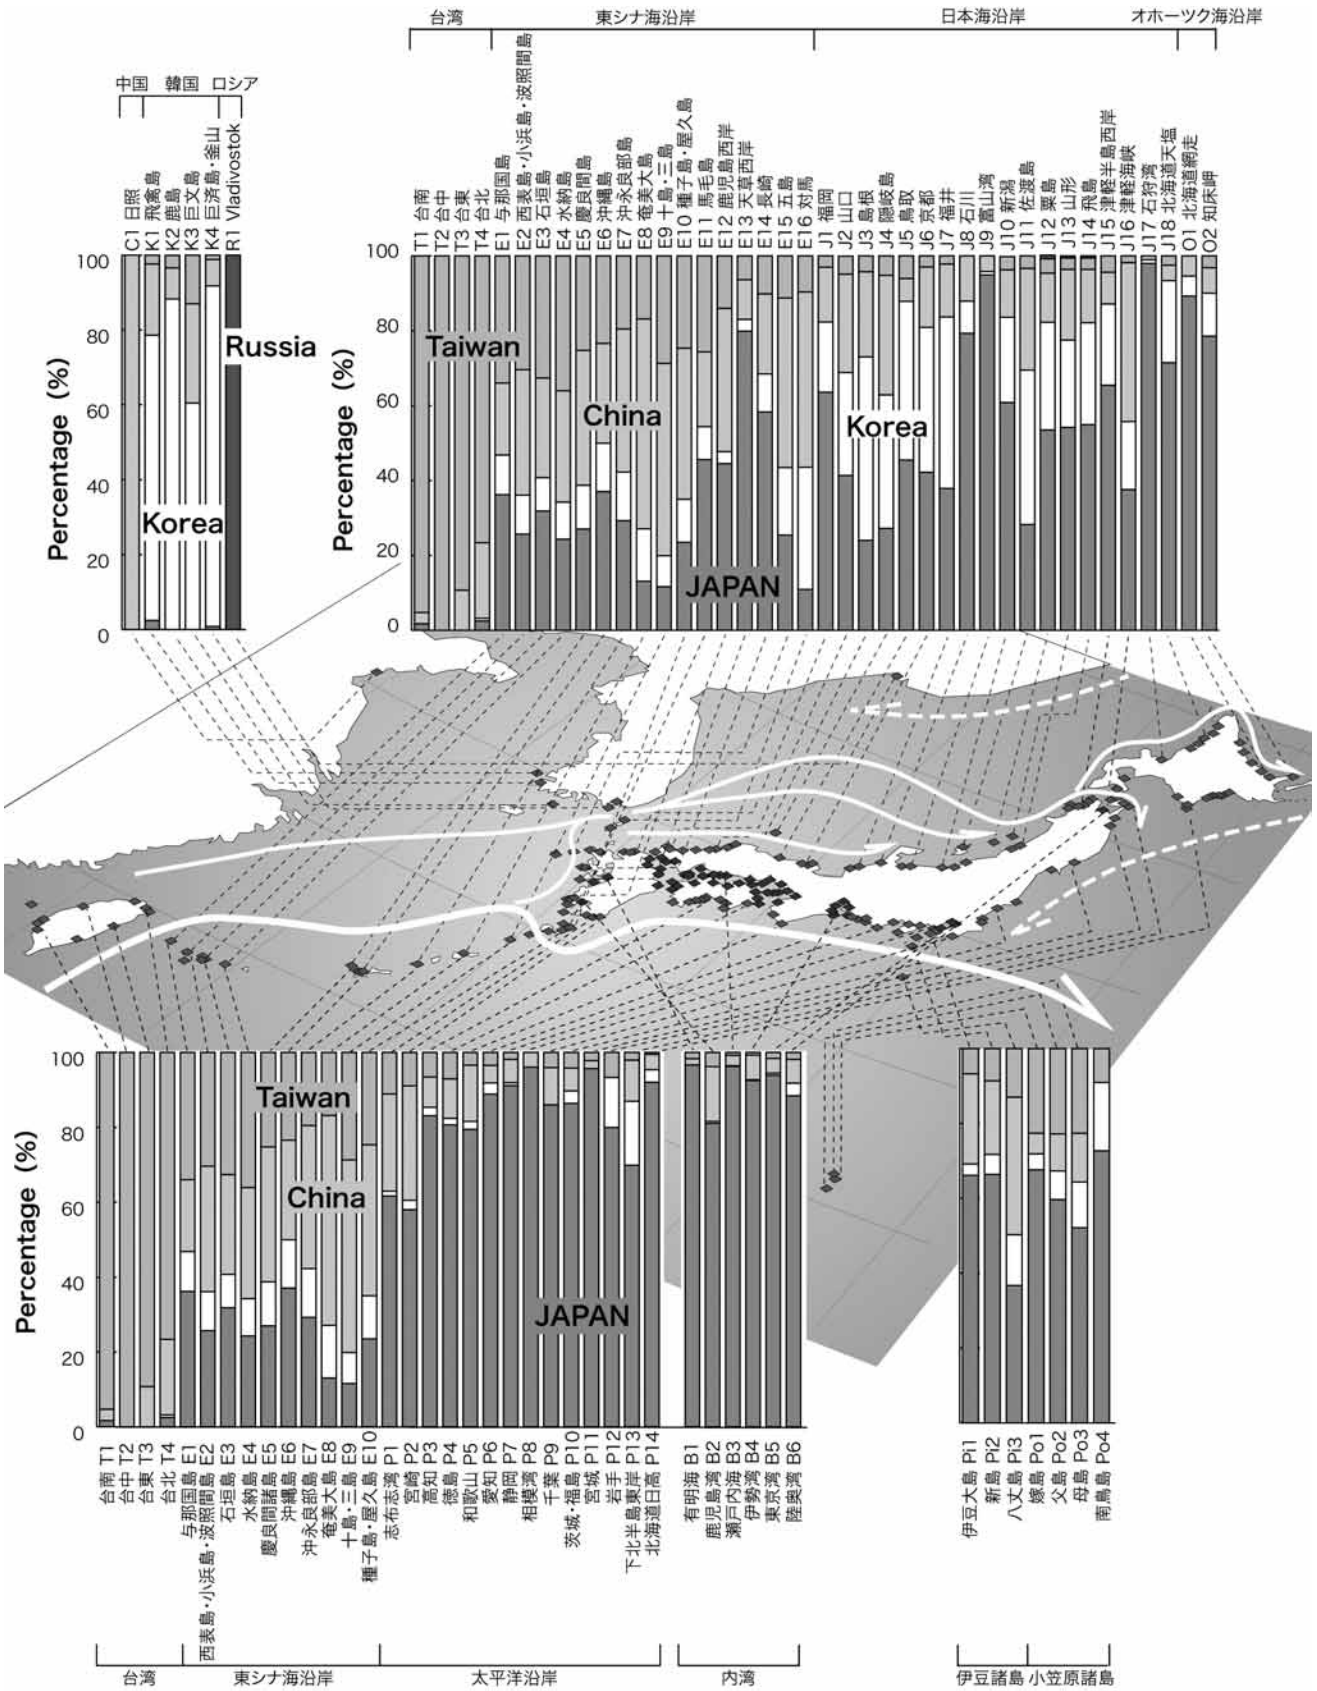 台湾
東シナ海沿岸
日本海沿岸
オホーツク海沿岸
中国
韓国
ロシア
C1 日照
K1 飛禽島
K2 鹿島
K3 巨文島
K4 巨済島・釜山
R1 Vladivostok
T1 台南
T2 台中
T3 台東
T4 台北
E1 与那国島
E2 西表島・小浜島・波照間島
E3 石垣島
E4 水納島
E5 慶良間島
E6 沖縄島
E7 沖永良部島
E8 奄美大島
E9 十島・三島
E10 種子島・屋久島
E11 馬毛島
E12 鹿児島西岸
E13 天草西岸
E14 長崎
E15 五島
E16 対馬
J1 福岡
J2 山口
J3 島根
J4 隠岐島
J5 鳥取
J6 京都
J7 福井
J8 石川
J9 富山湾
J10 新潟
J11 佐渡島
J12 粟島
J13 山形
J14 飛島
J15 津軽半島西岸
J16 津軽海峡
J17 石狩湾
J18 北海道天塩
O1 北海道網走
O2 知床岬
Percentage (%)
100
80
60
40
20
0
Russia
Korea
Percentage (%)
100
80
60
40
20
0
Taiwan
China
Korea
JAPAN
Percentage (%)
100
80
60
40
20
0
Taiwan
China
JAPAN
台南 T1
台中 T2
台東 T3
台北 T4
与那国島 E1
西表島・小浜島・波照間島 E2
石垣島 E3
水納島 E4
慶良間諸島 E5
沖縄島 E6
沖永良部島 E7
奄美大島 E8
十島・三島 E9
種子島・屋久島 E10
志布志湾 P1
宮崎 P2
高知 P3
徳島 P4
和歌山 P5
愛知 P6
静岡 P7
相模湾 P8
千葉 P9
茨城・福島 P10
宮城 P11
岩手 P12
下北半島東岸 P13
北海道日高 P14
有明海 B1
鹿児島湾 B2
瀬戸内海 B3
伊勢湾 B4
東京湾 B5
陸奥湾 B6
伊豆大島 Pi1
新島 Pi2
八丈島 Pi3
嫁島 Po1
父島 Po2
母島 Po3
南鳥島 Po4
台湾
東シナ海沿岸
太平洋沿岸
内湾
伊豆諸島
小笠原諸島